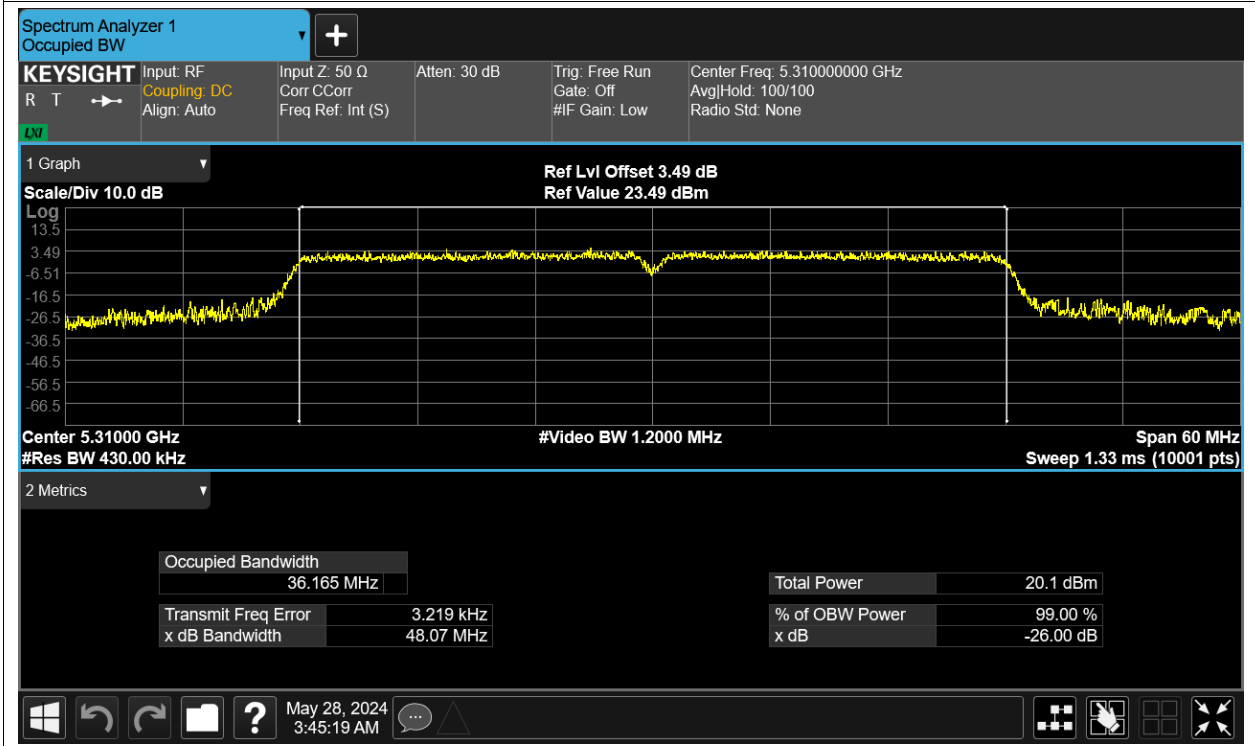 Spectrum Analyzer 1
Occupied BW
+
KEYSIGHT
R T
LXI
Input: RF
Coupling: DC
Align: Auto
Input Z: 50 Ω
Corr CCorr
Freq Ref: Int (S)
Atten: 30 dB
Trig: Free Run
Gate: Off
#IF Gain: Low
Center Freq: 5.310000000 GHz
Avg|Hold: 100/100
Radio Std: None
1 Graph
Scale/Div 10.0 dB
Ref Lvl Offset 3.49 dB
Ref Value 23.49 dBm
Log
13.5
3.49
-6.51
-16.5
-26.5
-36.5
-46.5
-56.5
-66.5
Center 5.31000 GHz
#Res BW 430.00 kHz
#Video BW 1.2000 MHz
Span 60 MHz
Sweep 1.33 ms (10001 pts)
2 Metrics
Occupied Bandwidth
36.165 MHz
Transmit Freq Error 3.219 kHz
x dB Bandwidth 48.07 MHz
Total Power 20.1 dBm
% of OBW Power 99.00 %
x dB -26.00 dB
?
May 28, 2024
3:45:19 AM